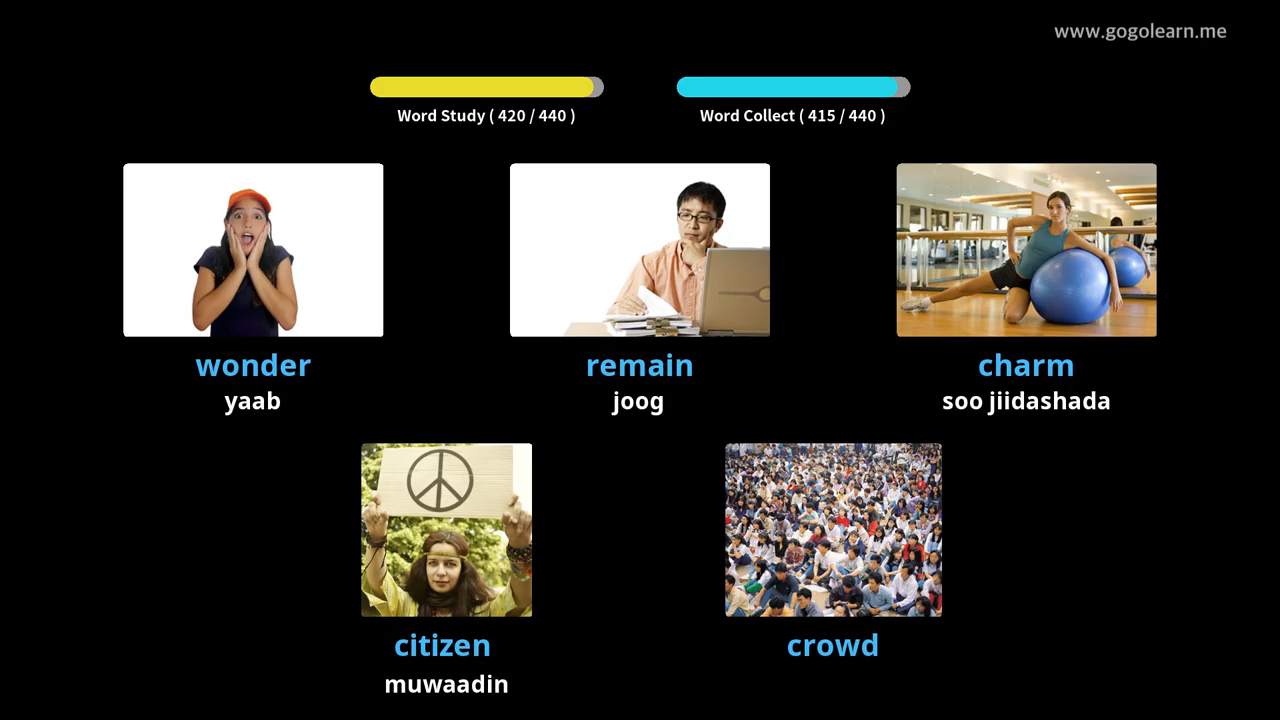 www.gogolearn.me
Word Study ( 420 / 440 )
Word Collect ( 415 / 440 )
wonder
yaab
remain
joog
charm
soo jiidashada
citizen
muwaadin
crowd